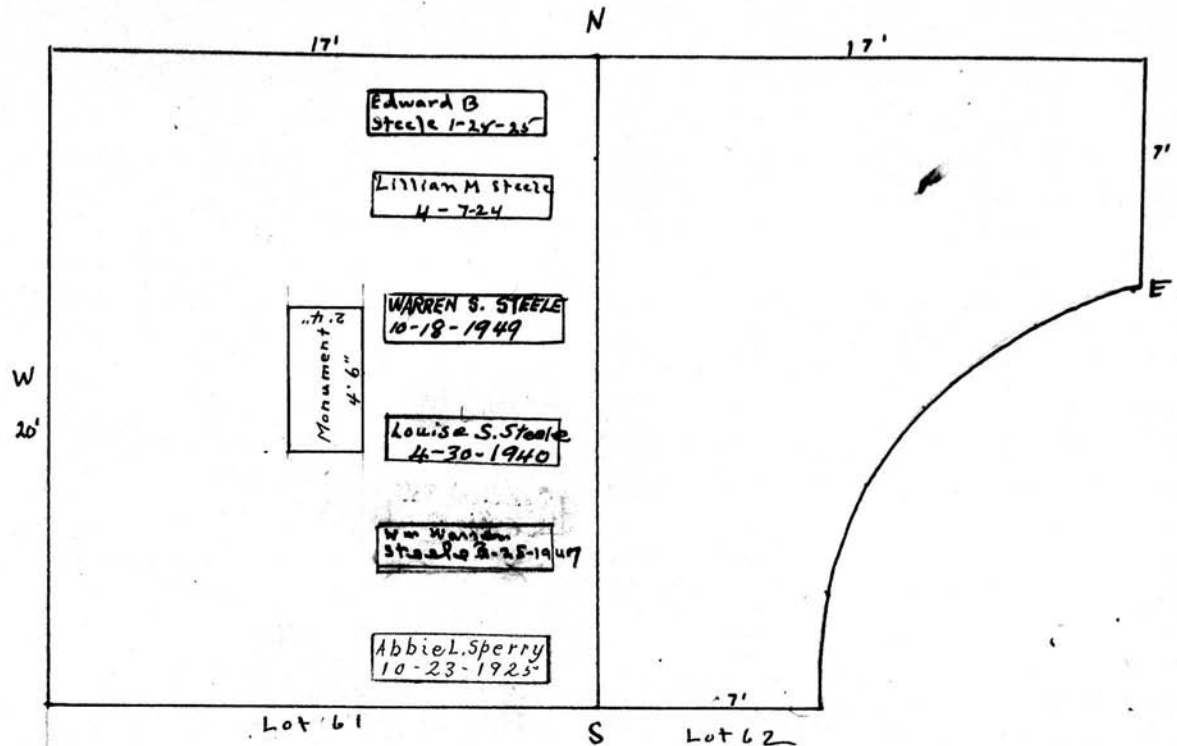 N
17'
17'
Edward B
Steele 1-28-25
7'
Lillian M Steele
4-7-24
E
WARREN S. STEELE
10-18-1949
2'4"
Monument
4'6"
W
20'
Louise S. Steele
4-30-1940
Wm Warren
Steele
Abbie L. Sperry
10-23-1925
7'
Lot 61
S
Lot 62